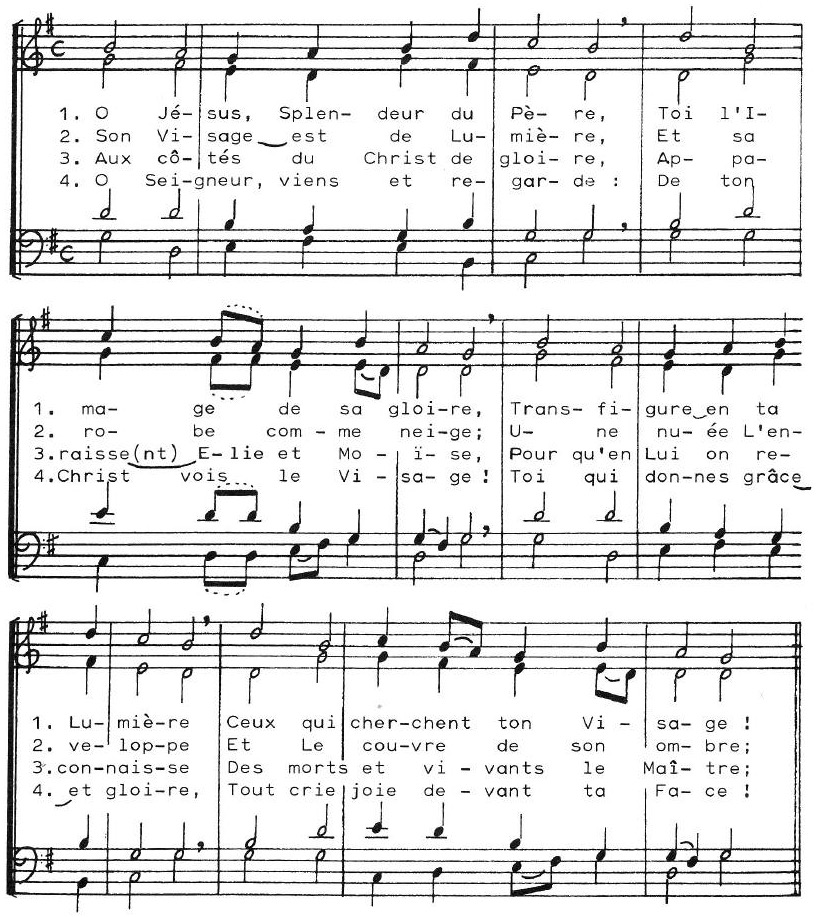 1. O Jé- sus, Splen- deur du Pè- re, Toi l'I-
2. Son Vi- sage est de Lu- miè- re, Et sa
3. Aux cô- tés du Christ de gloi- re, Ap- pa-
4. O Sei- gneur, viens et re- gar- de : De ton
1. ma- ge de sa gloi-re, Trans- fi- gure en ta
2. ro- be com - me nei-ge; U- ne nu- ée L'en-
3. raisse(nt) E-lie et Mo - ï- se, Pour qu'en Lui on re-
4. Christ vois le Vi - sa- ge ! Toi qui don-nes grâce
1. Lu- miè-re Ceux qui cher-chent ton Vi - sa- ge !
2. ve- lop-pe Et Le cou-vre de son om- bre;
3. con-nais-se Des morts et vi - vants le Maî- tre;
4. et gloi-re, Tout crie joie de - vant ta Fa- ce !